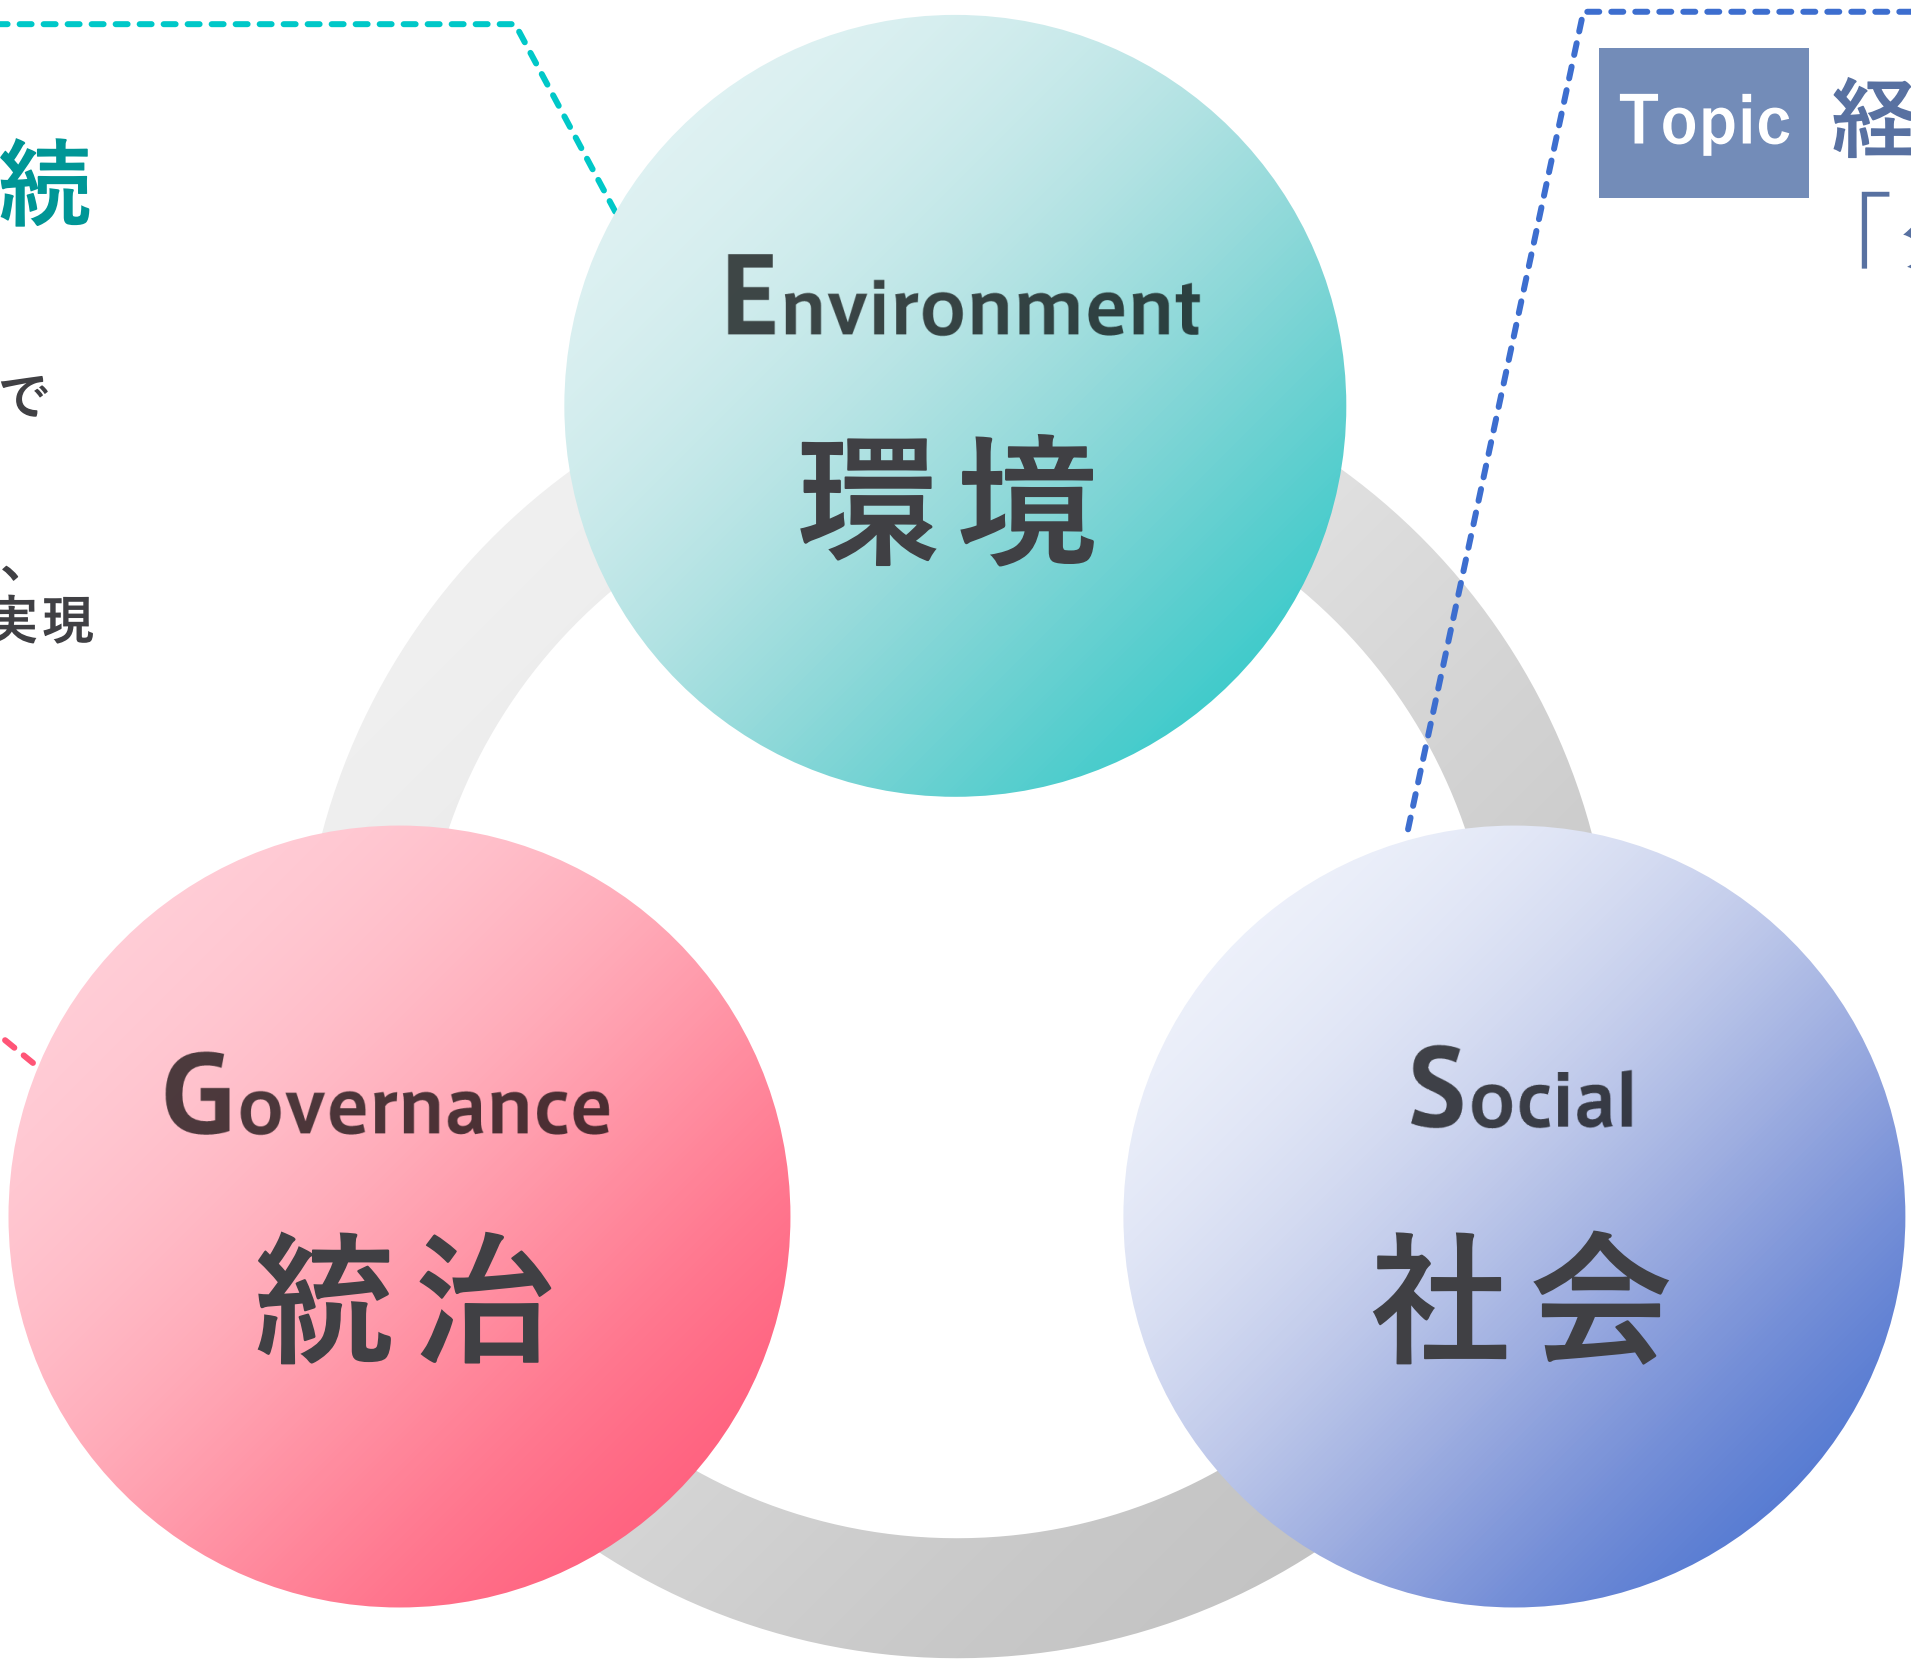 続
で
、
実現
Environment
環境
Topic 経
「
Governance
統治
Social
社会